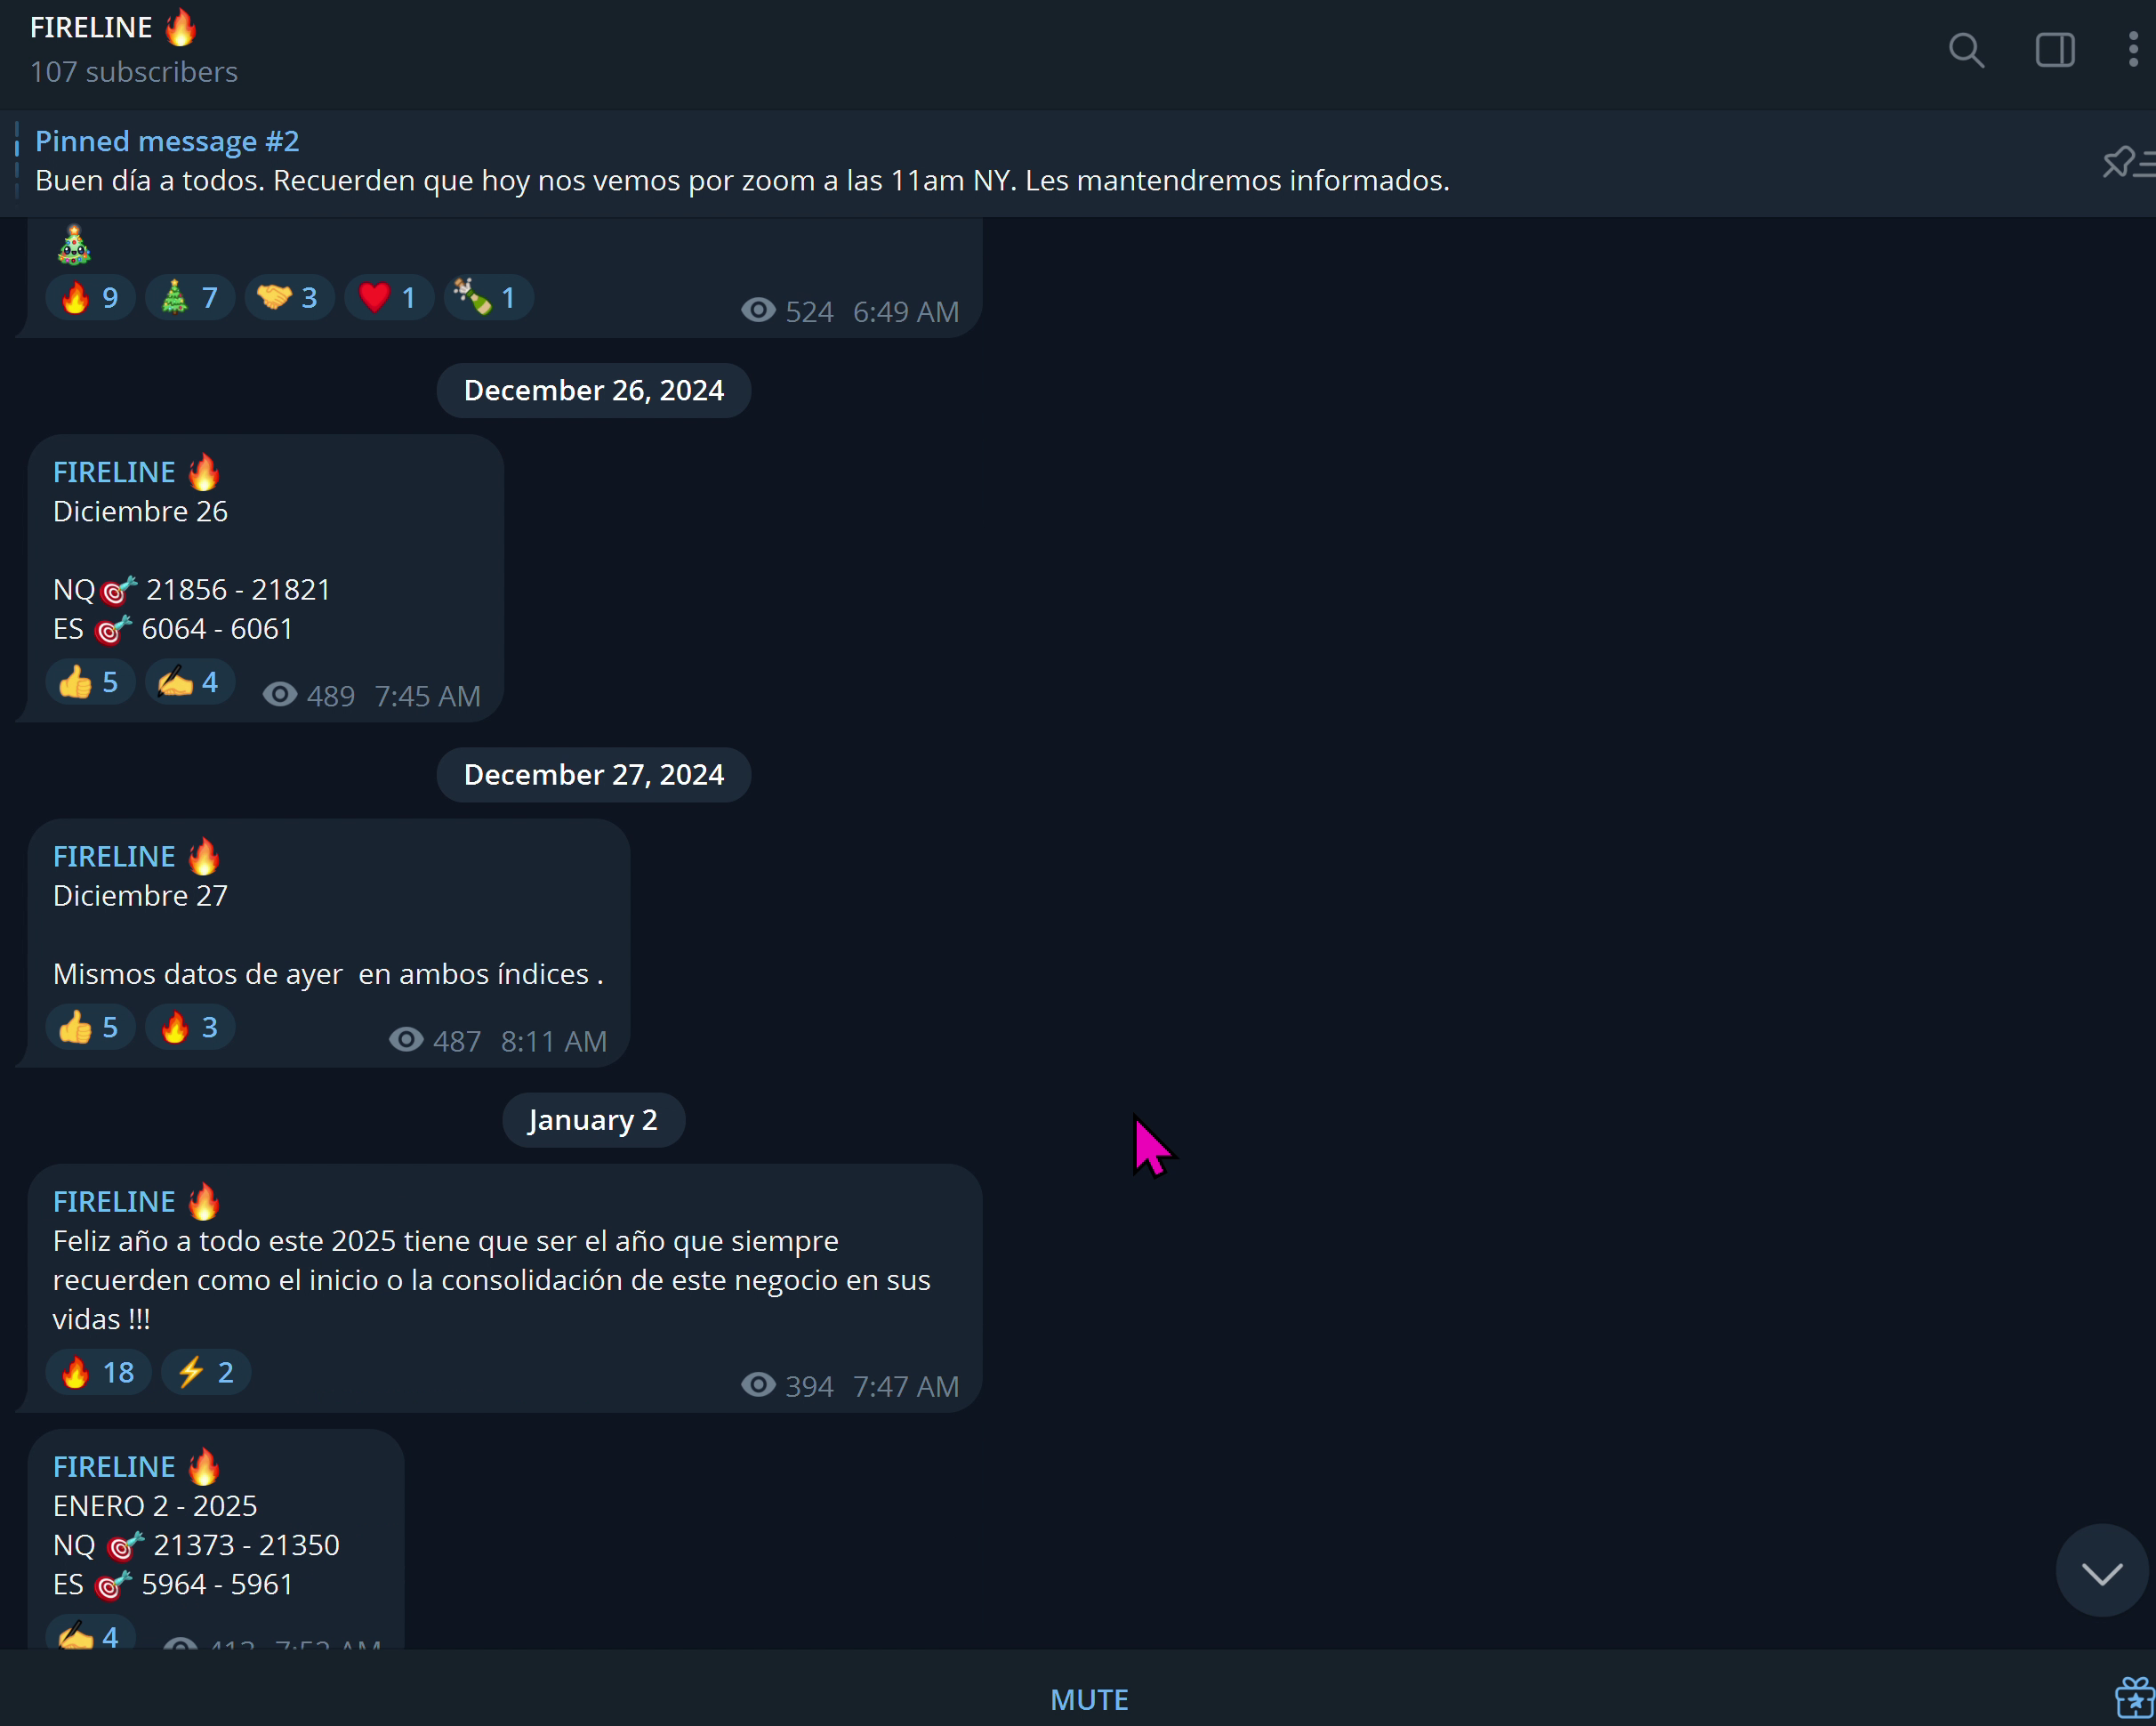 FIRELINE 🔥
107 subscribers
Pinned message #2
Buen día a todos. Recuerden que hoy nos vemos por zoom a las 11am NY. Les mantendremos informados.
🔥 9 🎄 7 🤝 3 ❤️ 1 🍾 1 524 6:49 AM
December 26, 2024
FIRELINE 🔥
Diciembre 26
NQ🎯 21856 - 21821
ES 🎯 6064 - 6061
👍 5 ✍️ 4 489 7:45 AM
December 27, 2024
FIRELINE 🔥
Diciembre 27
Mismos datos de ayer  en ambos índices .
👍 5 🔥 3 487 8:11 AM
January 2
FIRELINE 🔥
Feliz año a todo este 2025 tiene que ser el año que siempre
recuerden como el inicio o la consolidación de este negocio en sus
vidas !!!
🔥 18 ⚡ 2 394 7:47 AM
FIRELINE 🔥
ENERO 2 - 2025
NQ 🎯 21373 - 21350
ES 🎯 5964 - 5961
✍️ 4 413 7:52 AM
MUTE